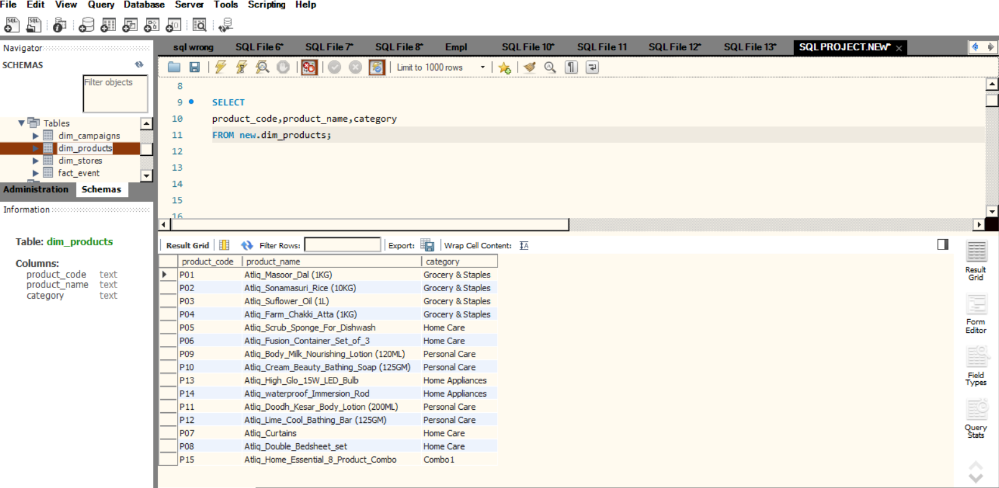 File Edit View Query Database Server Tools Scripting Help
SQL SQL
Navigator
SCHEMAS
Filter objects
Tables
dim_campaigns
dim_products
dim_stores
fact_event
Administration Schemas
Information
Table: dim_products
Columns:
product_code text
product_name text
category text
sql wrong SQL File 6* SQL File 7* SQL File 8* Empl SQL File 10* SQL File 11 SQL File 12* SQL File 13* SQL PROJECT.NEW*
Limit to 1000 rows
8
9 SELECT
10 product_code,product_name,category
11 FROM new.dim_products;
12
13
14
15
16
Result Grid Filter Rows: Export: Wrap Cell Content:
product_code product_name category
P01 Atliq_Masoor_Dal (1KG) Grocery & Staples
P02 Atliq_Sonamasuri_Rice (10KG) Grocery & Staples
P03 Atliq_Suflower_Oil (1L) Grocery & Staples
P04 Atliq_Farm_Chakki_Atta (1KG) Grocery & Staples
P05 Atliq_Scrub_Sponge_For_Dishwash Home Care
P06 Atliq_Fusion_Container_Set_of_3 Home Care
P09 Atliq_Body_Milk_Nourishing_Lotion (120ML) Personal Care
P10 Atliq_Cream_Beauty_Bathing_Soap (125GM) Personal Care
P13 Atliq_High_Glo_15W_LED_Bulb Home Appliances
P14 Atliq_waterproof_Immersion_Rod Home Appliances
P11 Atliq_Doodh_Kesar_Body_Lotion (200ML) Personal Care
P12 Atliq_Lime_Cool_Bathing_Bar (125GM) Personal Care
P07 Atliq_Curtains Home Care
P08 Atliq_Double_Bedsheet_set Home Care
P15 Atliq_Home_Essential_8_Product_Combo Combo1
Result
Grid
Form
Editor
Field
Types
Query
Stats